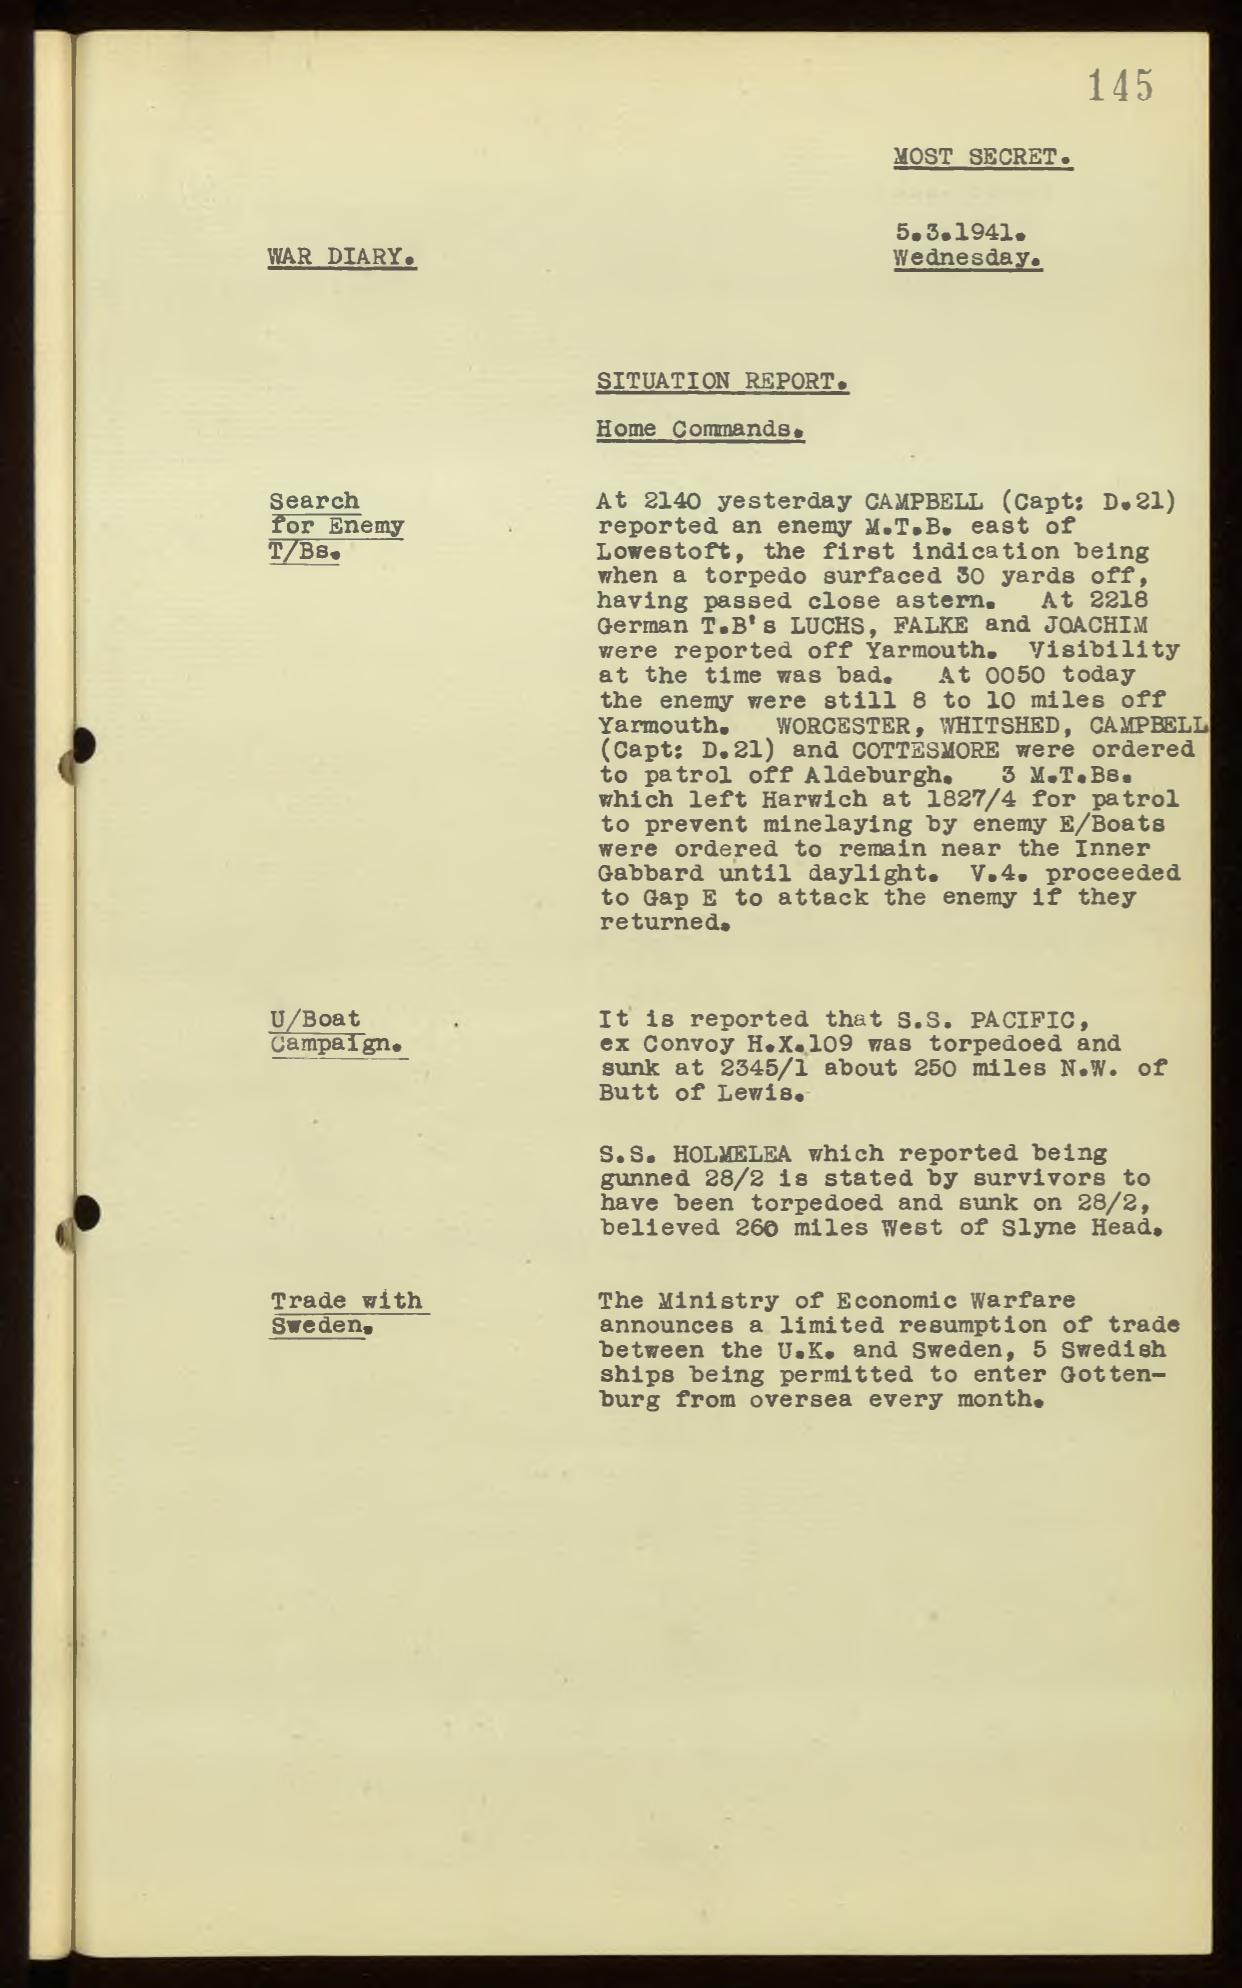 145
MOST SECRET.
5.3.1941.
Wednesday.
WAR DIARY.
SITUATION REPORT.
Home Commands.
Search
for Enemy
T/Bs.
At 2140 yesterday CAMPBELL (Capt: D.21)
reported an enemy M.T.B. east of
Lowestoft, the first indication being
when a torpedo surfaced 30 yards off,
having passed close astern. At 2218
German T.B's LUCHS, FALKE and JOACHIM
were reported off Yarmouth. Visibility
at the time was bad. At 0050 today
the enemy were still 8 to 10 miles off
Yarmouth. WORCESTER, WHITSHED, CAMPBELL
(Capt: D.21) and COTTESMORE were ordered
to patrol off Aldeburgh. 3 M.T.Bs.
which left Harwich at 1827/4 for patrol
to prevent minelaying by enemy E/Boats
were ordered to remain near the Inner
Gabbard until daylight. V.4. proceeded
to Gap E to attack the enemy if they
returned.
U/Boat
Campaign.
It is reported that S.S. PACIFIC,
ex Convoy H.X.109 was torpedoed and
sunk at 2345/1 about 250 miles N.W. of
Butt of Lewis.
S.S. HOLMELEA which reported being
gunned 28/2 is stated by survivors to
have been torpedoed and sunk on 28/2,
believed 260 miles West of Slyne Head.
Trade with
Sweden.
The Ministry of Economic Warfare
announces a limited resumption of trade
between the U.K. and Sweden, 5 Swedish
ships being permitted to enter Gotten-
burg from oversea every month.